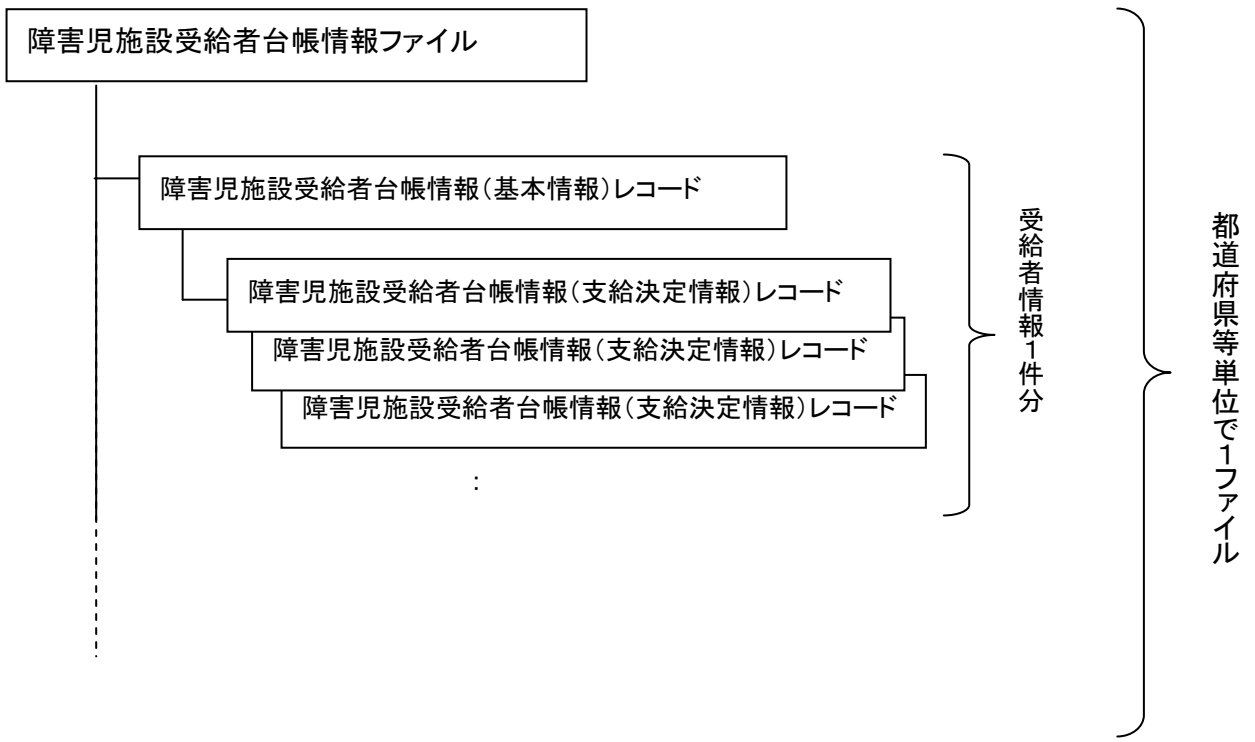 障害児施設受給者台帳情報ファイル
障害児施設受給者台帳情報(基本情報)レコード
障害児施設受給者台帳情報(支給決定情報)レコード
障害児施設受給者台帳情報(支給決定情報)レコード
障害児施設受給者台帳情報(支給決定情報)レコード
:
受給者情報1件分
都道府県等単位で1ファイル